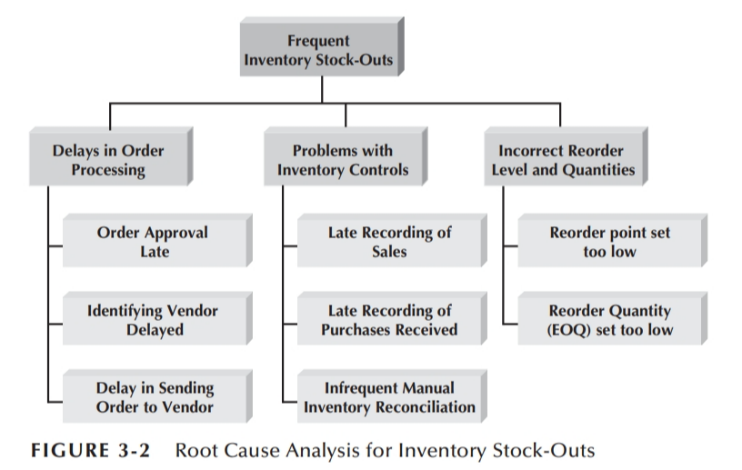 Frequent
Inventory Stock-Outs
Delays in Order
Processing
Problems with
Inventory Controls
Incorrect Reorder
Level and Quantities
Order Approval
Late
Late Recording of
Sales
Reorder point set
too low
Identifying Vendor
Delayed
Late Recording of
Purchases Received
Reorder Quantity
(EOQ) set too low
Delay in Sending
Order to Vendor
Infrequent Manual
Inventory Reconciliation
FIGURE 3-2 Root Cause Analysis for Inventory Stock-Outs